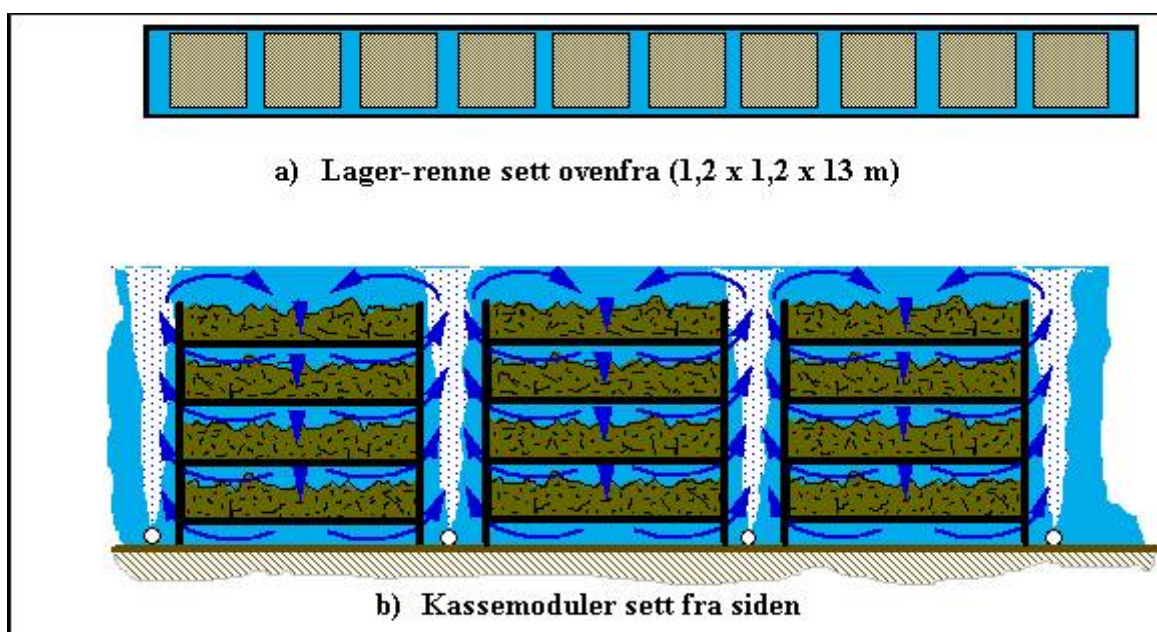 a) Lager-renne sett ovenfra (1,2 x 1,2 x 13 m)
b) Kassemoduler sett fra siden